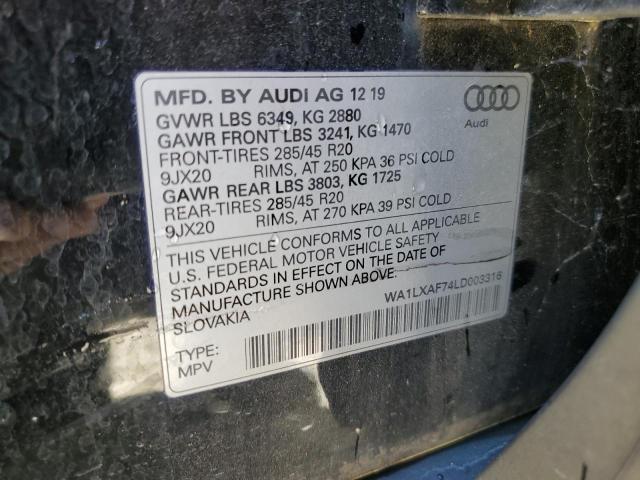 MFD. BY AUDI AG 12 19
GVWR LBS 6349, KG 2880
GAWR FRONT LBS 3241, KG 1470
FRONT-TIRES 285/45 R20
9JX20 RIMS, AT 250 KPA 36 PSI COLD
GAWR REAR LBS 3803, KG 1725
REAR-TIRES 285/45 R20
9JX20 RIMS, AT 270 KPA 39 PSI COLD
Audi
THIS VEHICLE CONFORMS TO ALL APPLICABLE
U.S. FEDERAL MOTOR VEHICLE SAFETY
STANDARDS IN EFFECT ON THE DATE OF
MANUFACTURE SHOWN ABOVE.
SLOVAKIA
WA1LXAF74LD003316
TYPE:
MPV